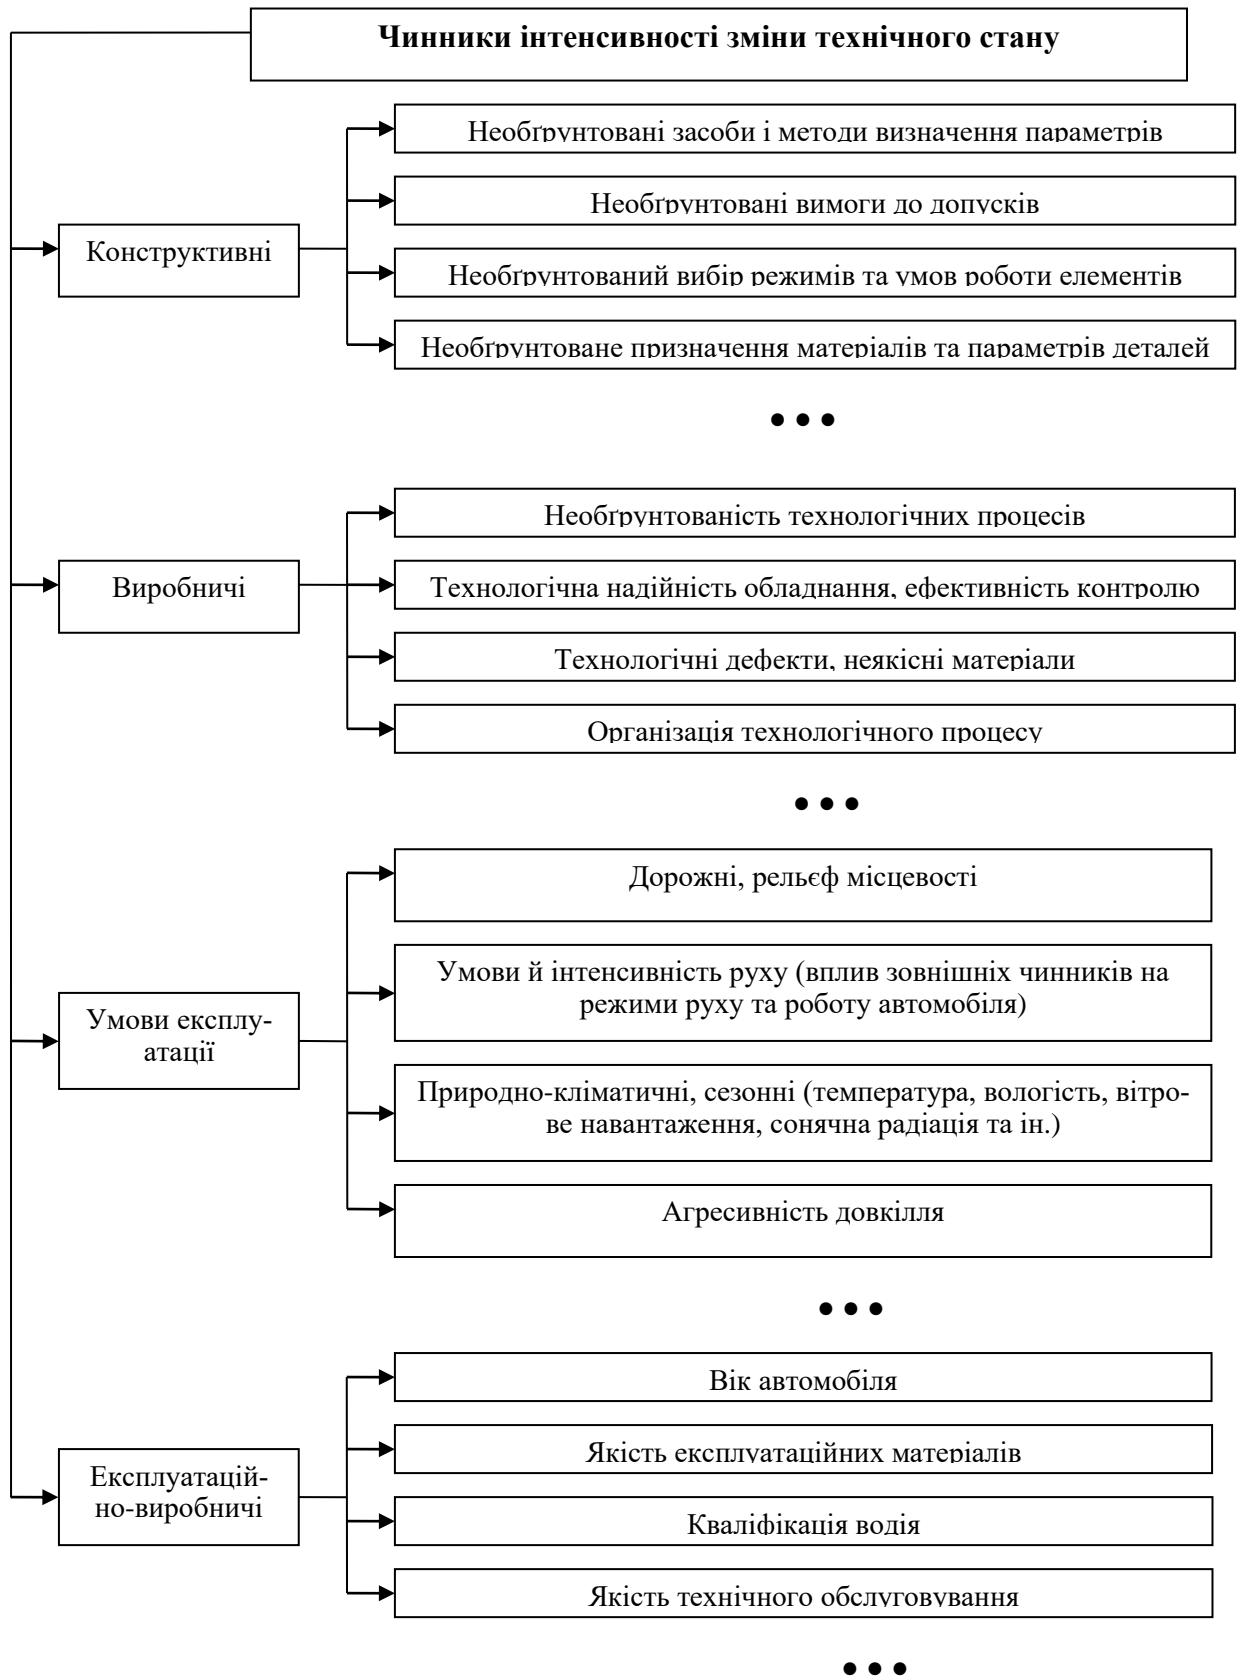 Чинники інтенсивності зміни технічного стану
Конструктивні
Необґрунтовані засоби і методи визначення параметрів
Необґрунтовані вимоги до допусків
Необґрунтований вибір режимів та умов роботи елементів
Необґрунтоване призначення матеріалів та параметрів деталей
•••
Виробничі
Необґрунтованість технологічних процесів
Технологічна надійність обладнання, ефективність контролю
Технологічні дефекти, неякісні матеріали
Організація технологічного процесу
•••
Умови експлу-
атації
Дорожні, рельєф місцевості
Умови й інтенсивність руху (вплив зовнішніх чинників на
режими руху та роботу автомобіля)
Природно-кліматичні, сезонні (температура, вологість, вітро-
ве навантаження, сонячна радіація та ін.)
Агресивність довкілля
•••
Експлуатацій-
но-виробничі
Вік автомобіля
Якість експлуатаційних матеріалів
Кваліфікація водія
Якість технічного обслуговування
•••